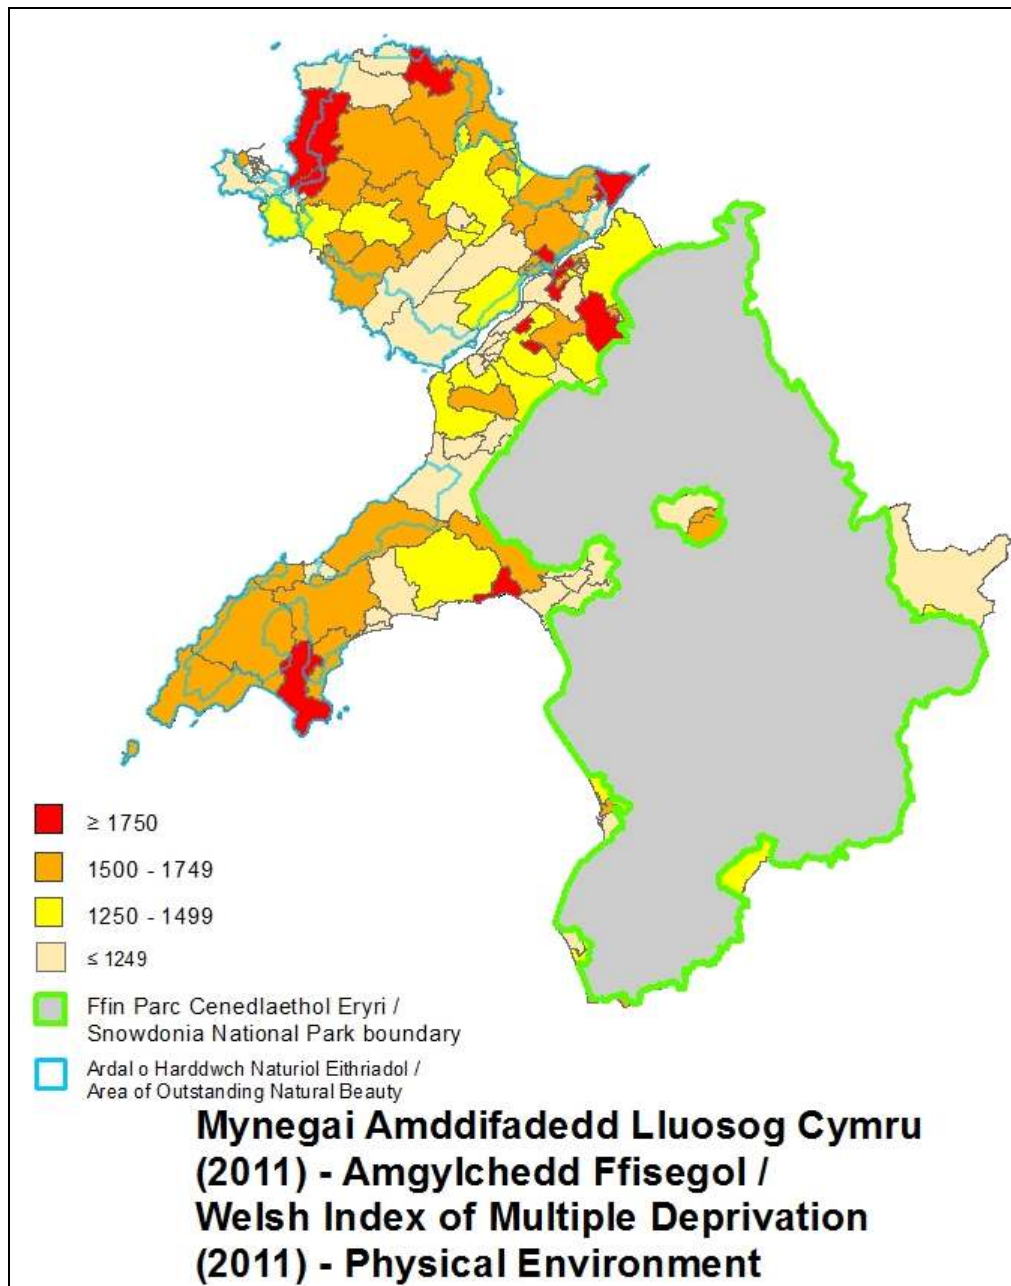 ≥ 1750
1500 - 1749
1250 - 1499
≤ 1249
Ffin Parc Cenedlaethol Eryri /
Snowdonia National Park boundary
Ardal o Harddwch Naturiol Eithriadol /
Area of Outstanding Natural Beauty
Mynegai Amddifadedd Lluosog Cymru
(2011) - Amgylchedd Ffisegol /
Welsh Index of Multiple Deprivation
(2011) - Physical Environment